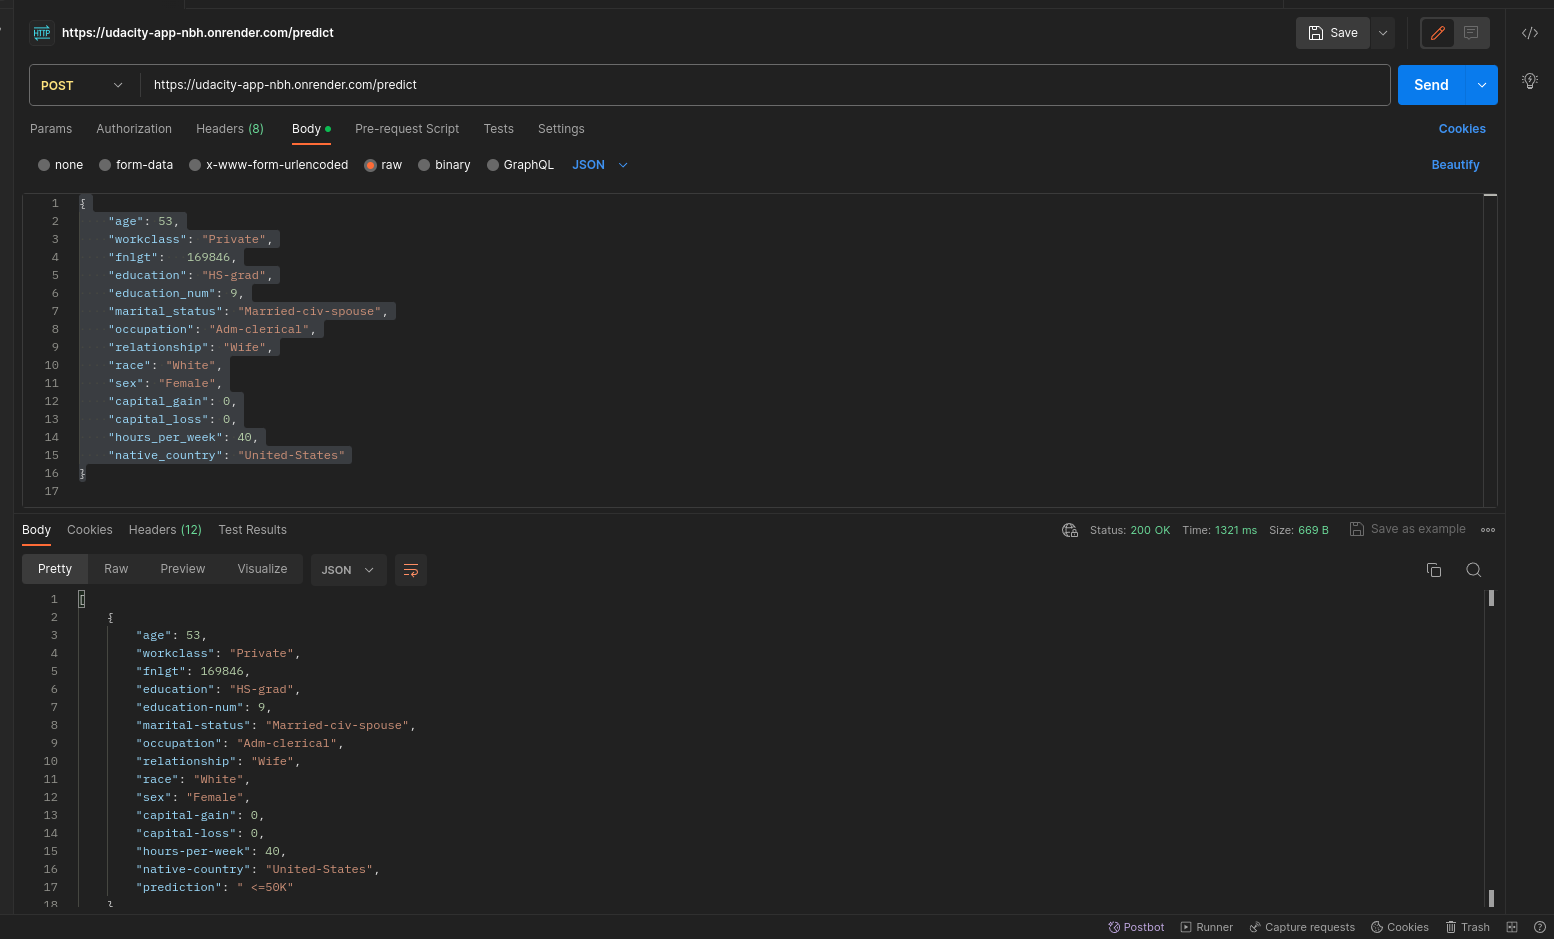 HTTP https://udacity-app-nbh.onrender.com/predict Save
POST https://udacity-app-nbh.onrender.com/predict Send
Params Authorization Headers (8) Body Pre-request Script Tests Settings Cookies
none form-data x-www-form-urlencoded raw binary GraphQL JSON Beautify
1 {
2 "age": 53,
3 "workclass": "Private",
4 "fnlgt": 169846,
5 "education": "HS-grad",
6 "education_num": 9,
7 "marital_status": "Married-civ-spouse",
8 "occupation": "Adm-clerical",
9 "relationship": "Wife",
10 "race": "White",
11 "sex": "Female",
12 "capital_gain": 0,
13 "capital_loss": 0,
14 "hours_per_week": 40,
15 "native_country": "United-States"
16 }
17
Body Cookies Headers (12) Test Results Status: 200 OK Time: 1321 ms Size: 669 B Save as example
Pretty Raw Preview Visualize JSON
1 [
2 {
3 "age": 53,
4 "workclass": "Private",
5 "fnlgt": 169846,
6 "education": "HS-grad",
7 "education-num": 9,
8 "marital-status": "Married-civ-spouse",
9 "occupation": "Adm-clerical",
10 "relationship": "Wife",
11 "race": "White",
12 "sex": "Female",
13 "capital-gain": 0,
14 "capital-loss": 0,
15 "hours-per-week": 40,
16 "native-country": "United-States",
17 "prediction": " <=50K"
18 }
Postbot Runner Capture requests Cookies Trash